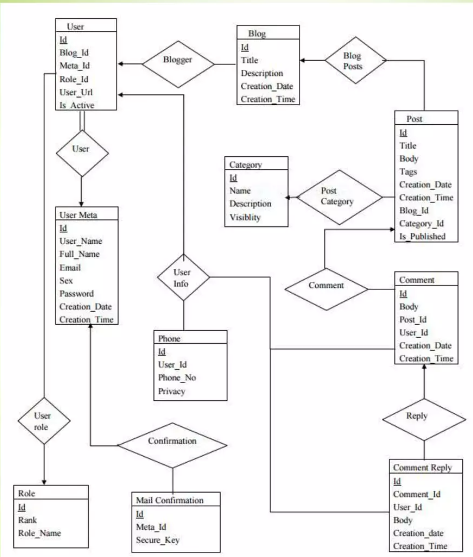 User
Id
Blog_Id
Meta_Id
Role_Id
User_Url
Is_Active
Blogger
Blog
Id
Title
Description
Creation_Date
Creation_Time
Blog
Posts
Post
Id
Title
Body
Tags
Creation_Date
Creation_Time
Blog_Id
Category_Id
Is_Published
User
Category
Id
Name
Description
Visiblity
Post
Category
User Meta
Id
User_Name
Full_Name
Email
Sex
Password
Creation_Date
Creation_Time
User
Info
Comment
Comment
Id
Body
Post_Id
User_Id
Creation_Date
Creation_Time
Phone
Id
User_Id
Phone_No
Privacy
User
role
Confirmation
Reply
Role
Id
Rank
Role_Name
Mail Confirmation
Id
Meta_Id
Secure_Key
Comment Reply
Id
Comment_Id
User_Id
Body
Creation_date
Creation_Time